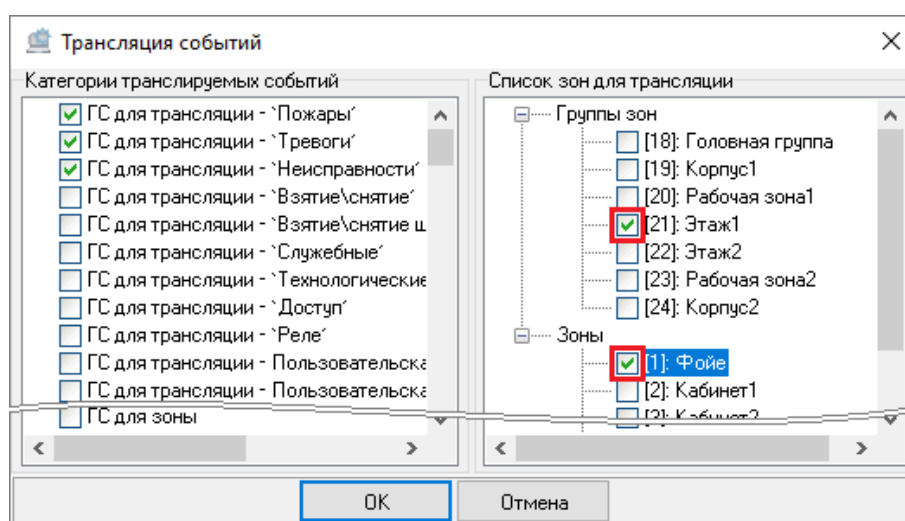 Трансляция событий
Категории транслируемых событий
ГС для трансляции - `Пожары´
ГС для трансляции - `Тревоги´
ГС для трансляции - `Неисправности´
ГС для трансляции - `Взятие\снятие´
ГС для трансляции - `Взятие\снятие ш
ГС для трансляции - `Служебные´
ГС для трансляции - `Технологические
ГС для трансляции - `Доступ´
ГС для трансляции - `Реле´
ГС для трансляции - Пользовательска
ГС для трансляции - Пользовательска
ГС для зоны
Список зон для трансляции
Группы зон
[18]: Головная группа
[19]: Корпус1
[20]: Рабочая зона1
[21]: Этаж1
[22]: Этаж2
[23]: Рабочая зона2
[24]: Корпус2
Зоны
[1]: Фойе
[2]: Кабинет1
[3]: Кабинет2
OK
Отмена